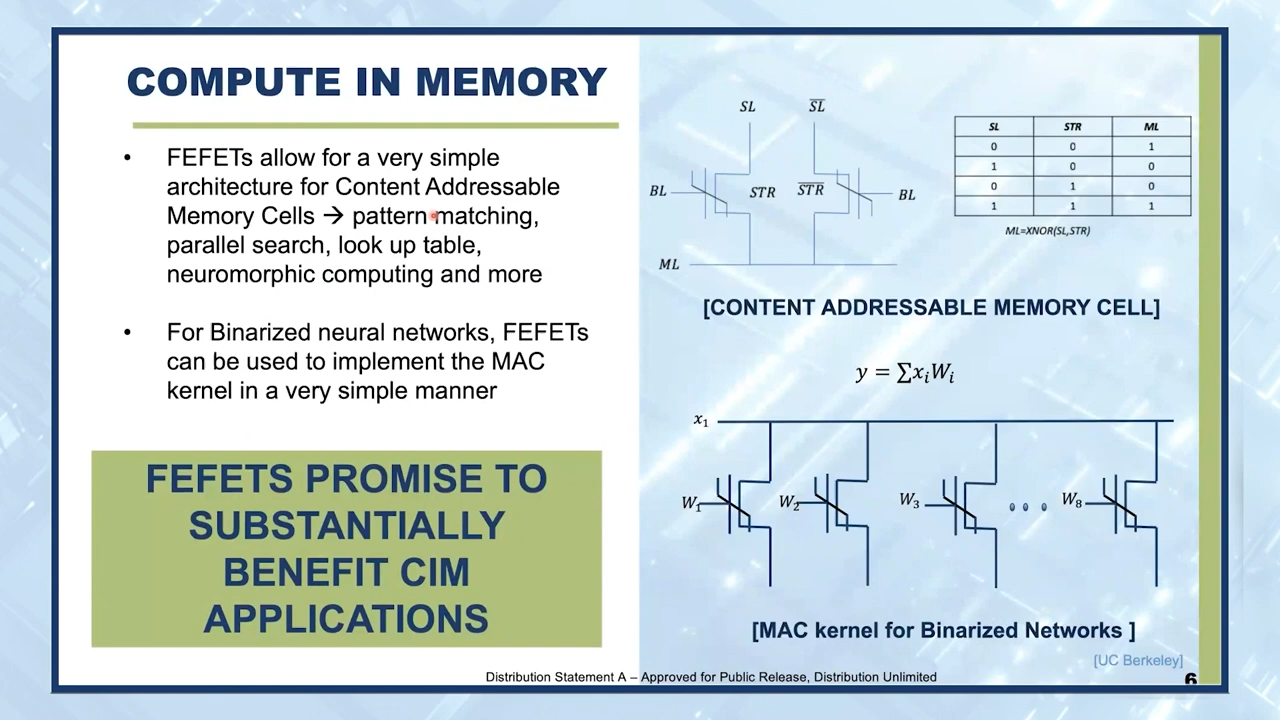 COMPUTE IN MEMORY
• FEFETs allow for a very simple
architecture for Content Addressable
Memory Cells → pattern matching,
parallel search, look up table,
neuromorphic computing and more
• For Binarized neural networks, FEFETs
can be used to implement the MAC
kernel in a very simple manner
FEFETS PROMISE TO
SUBSTANTIALLY
BENEFIT CIM
APPLICATIONS
SL S̅L̅
BL STR S̅T̅R̅ BL
ML
SL STR ML
0 0 1
1 0 0
0 1 0
1 1 1
ML=XNOR(SL,STR)
[CONTENT ADDRESSABLE MEMORY CELL]
y = ∑xᵢWᵢ
x₁
W₁ W₂ W₃ W₈
[MAC kernel for Binarized Networks ]
[UC Berkeley]
Distribution Statement A – Approved for Public Release, Distribution Unlimited
6